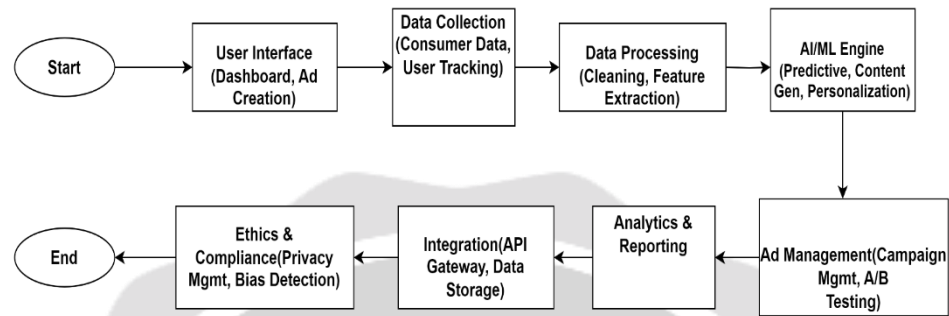 Start
User Interface
(Dashboard, Ad
Creation)
Data Collection
(Consumer Data,
User Tracking)
Data Processing
(Cleaning, Feature
Extraction)
AI/ML Engine
(Predictive, Content
Gen, Personalization)
Ad Management(Campaign
Mgmt, A/B
Testing)
Analytics &
Reporting
Integration(API
Gateway, Data
Storage)
Ethics &
Compliance(Privacy
Mgmt, Bias Detection)
End